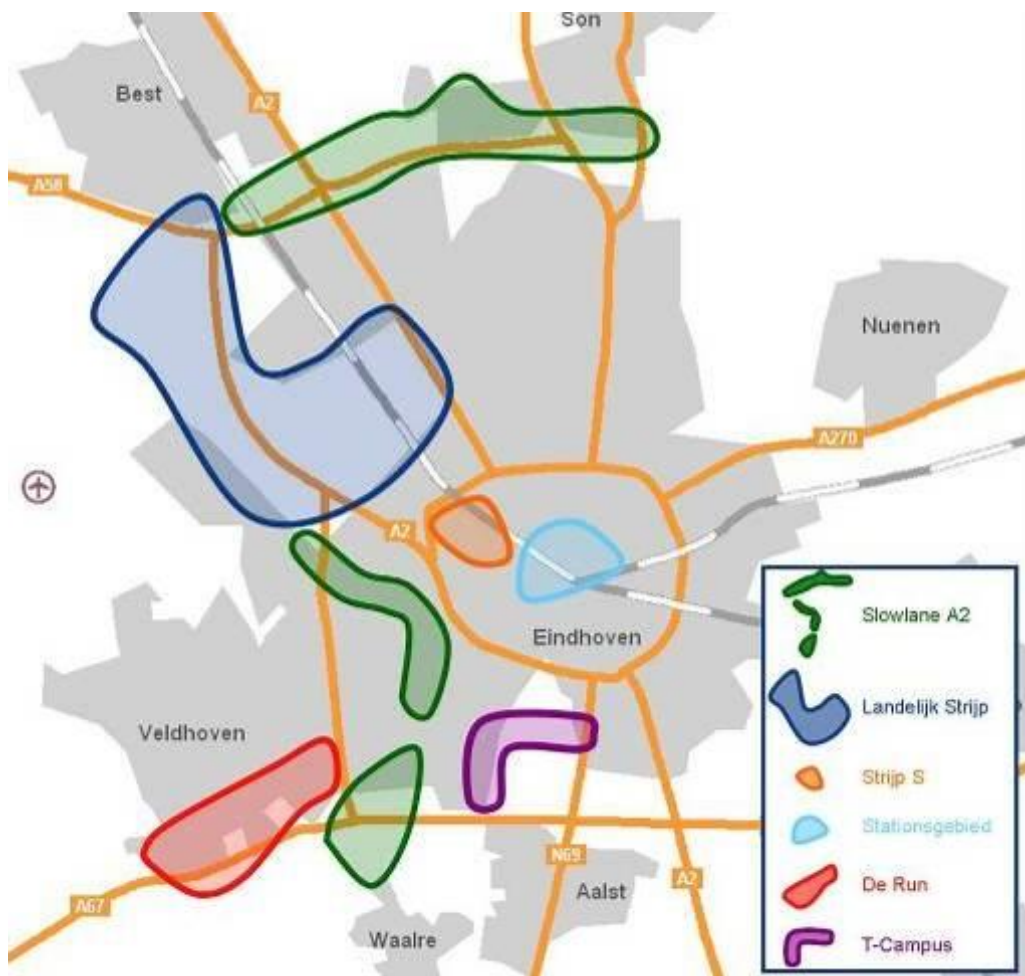 Son
Best
A2
A58
Nuenen
A270
A2
Eindhoven
Veldhoven
N69
A2
A67
Aalst
Waalre
Slowlane A2
Landelijk Strijp
Strijp S
Stationsgebied
De Run
T-Campus